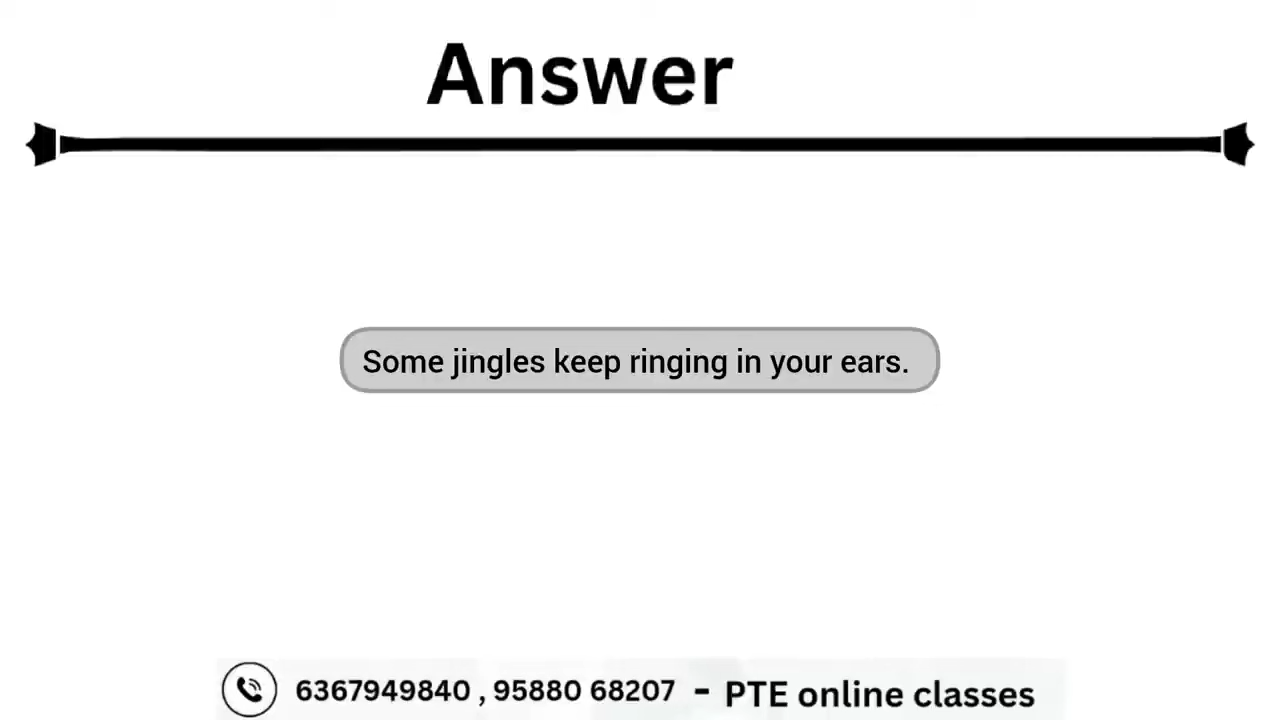 Answer
Some jingles keep ringing in your ears.
6367949840 , 95880 68207 - PTE online classes